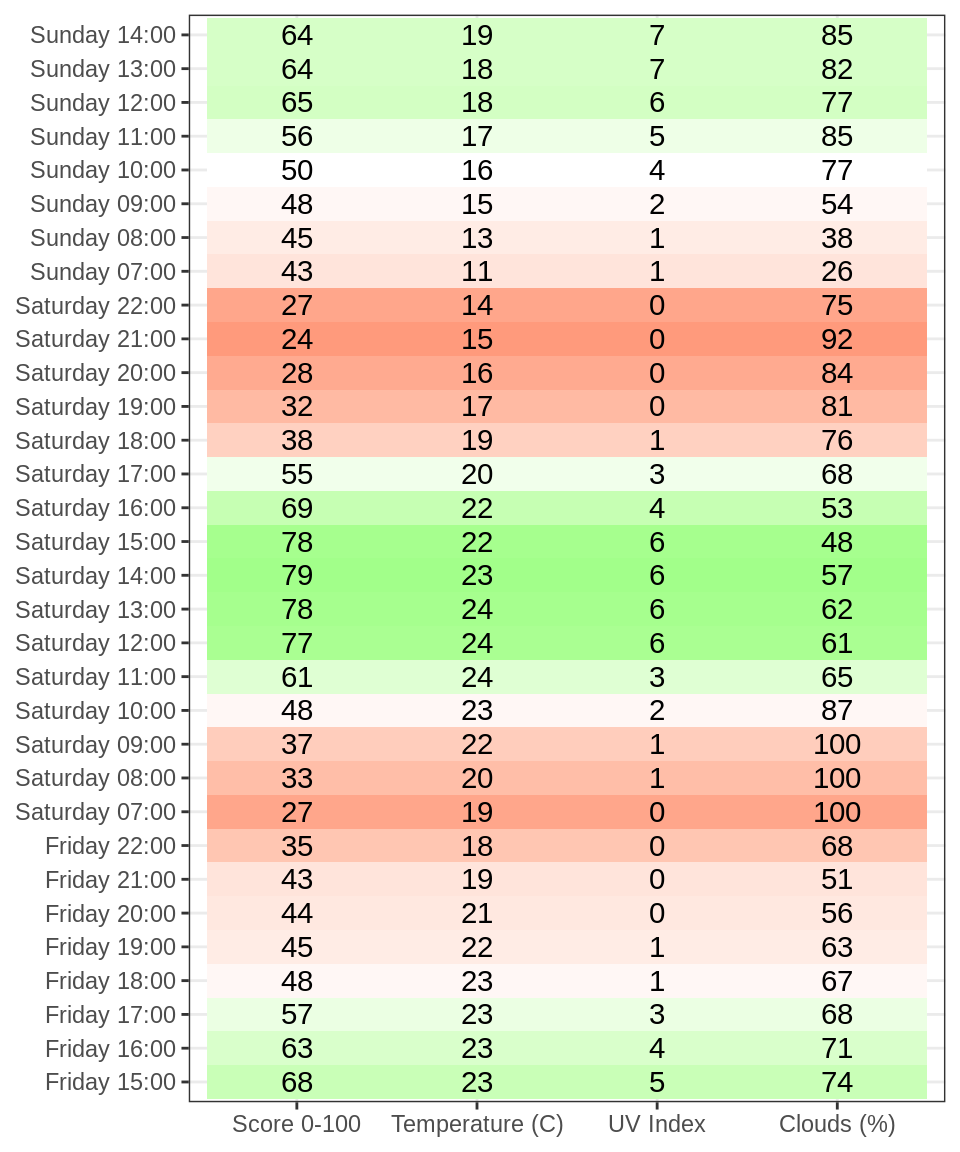 Sunday 14:00 64 19 7 85
Sunday 13:00 64 18 7 82
Sunday 12:00 65 18 6 77
Sunday 11:00 56 17 5 85
Sunday 10:00 50 16 4 77
Sunday 09:00 48 15 2 54
Sunday 08:00 45 13 1 38
Sunday 07:00 43 11 1 26
Saturday 22:00 27 14 0 75
Saturday 21:00 24 15 0 92
Saturday 20:00 28 16 0 84
Saturday 19:00 32 17 0 81
Saturday 18:00 38 19 1 76
Saturday 17:00 55 20 3 68
Saturday 16:00 69 22 4 53
Saturday 15:00 78 22 6 48
Saturday 14:00 79 23 6 57
Saturday 13:00 78 24 6 62
Saturday 12:00 77 24 6 61
Saturday 11:00 61 24 3 65
Saturday 10:00 48 23 2 87
Saturday 09:00 37 22 1 100
Saturday 08:00 33 20 1 100
Saturday 07:00 27 19 0 100
Friday 22:00 35 18 0 68
Friday 21:00 43 19 0 51
Friday 20:00 44 21 0 56
Friday 19:00 45 22 1 63
Friday 18:00 48 23 1 67
Friday 17:00 57 23 3 68
Friday 16:00 63 23 4 71
Friday 15:00 68 23 5 74
Score 0-100 Temperature (C) UV Index Clouds (%)